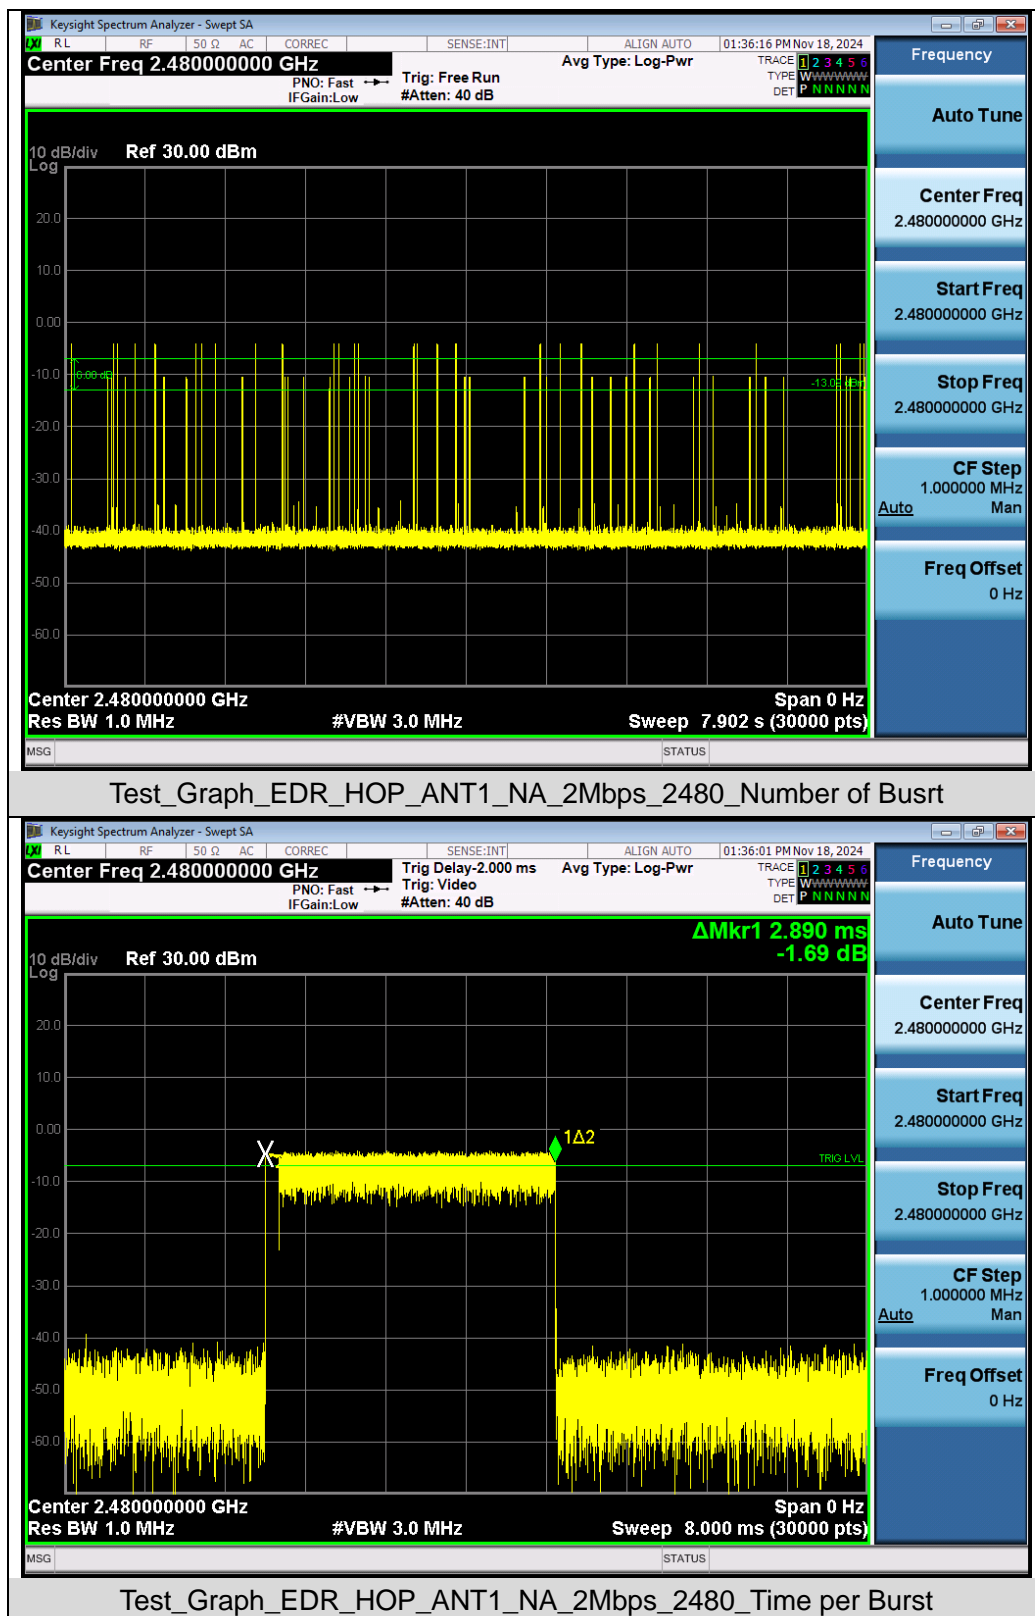 Keysight Spectrum Analyzer - Swept SA
LXI RL RF 50 Ω AC CORREC SENSE:INT ALIGN AUTO 01:36:16 PM Nov 18, 2024
Center Freq 2.480000000 GHz
PNO: Fast
IFGain:Low
Trig: Free Run
#Atten: 40 dB
Avg Type: Log-Pwr
TRACE 1 2 3 4 5 6
TYPE WWWWWW
DET P N N N N N
Frequency
Auto Tune
Center Freq
2.480000000 GHz
Start Freq
2.480000000 GHz
Stop Freq
2.480000000 GHz
CF Step
1.000000 MHz
Auto Man
Freq Offset
0 Hz
10 dB/div Ref 30.00 dBm
Log
20.0
10.0
0.00
-10.0
6.00 dB
-20.0
-30.0
-40.0
-50.0
-60.0
Center 2.480000000 GHz Span 0 Hz
Res BW 1.0 MHz #VBW 3.0 MHz Sweep 7.902 s (30000 pts)
MSG STATUS
Test_Graph_EDR_HOP_ANT1_NA_2Mbps_2480_Number of Busrt
Keysight Spectrum Analyzer - Swept SA
LXI RL RF 50 Ω AC CORREC SENSE:INT ALIGN AUTO 01:36:01 PM Nov 18, 2024
Center Freq 2.480000000 GHz
PNO: Fast
IFGain:Low
Trig Delay-2.000 ms
Trig: Video
#Atten: 40 dB
Avg Type: Log-Pwr
TRACE 1 2 3 4 5 6
TYPE WWWWWW
DET P N N N N N
Frequency
Auto Tune
Center Freq
2.480000000 GHz
Start Freq
2.480000000 GHz
Stop Freq
2.480000000 GHz
CF Step
1.000000 MHz
Auto Man
Freq Offset
0 Hz
ΔMkr1 2.890 ms
-1.69 dB
10 dB/div Ref 30.00 dBm
Log
20.0
10.0
0.00
-10.0
-20.0
-30.0
-40.0
-50.0
-60.0
X
1Δ2
TRIG LVL
Center 2.480000000 GHz Span 0 Hz
Res BW 1.0 MHz #VBW 3.0 MHz Sweep 8.000 ms (30000 pts)
MSG STATUS
Test_Graph_EDR_HOP_ANT1_NA_2Mbps_2480_Time per Burst